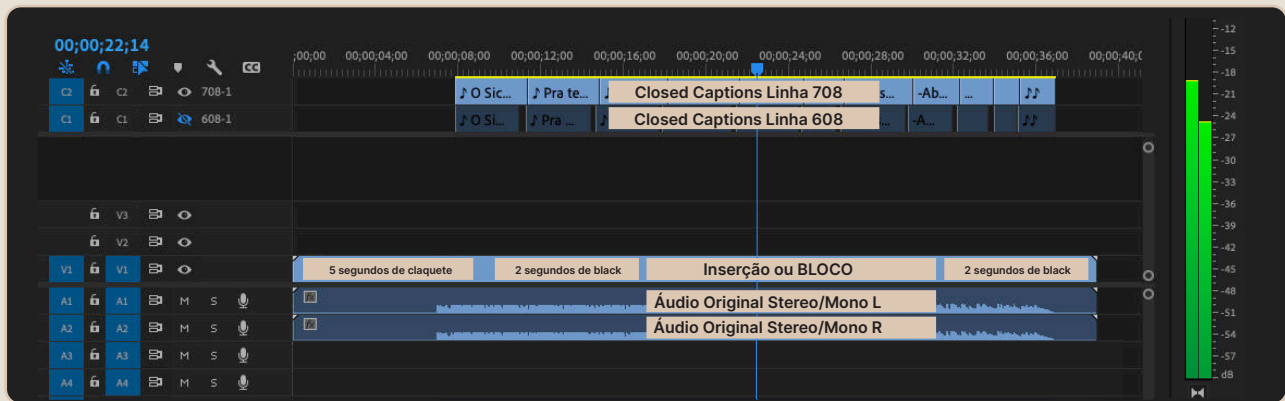 00;00;22;14
;00;00 00;00;04;00 00;00;08;00 00;00;12;00 00;00;16;00 00;00;20;00 00;00;24;00 00;00;28;00 00;00;32;00 00;00;36;00 00;00;40;0
CC
C2 C2 708-1 ♪ O Sic... ♪ Pra te... Closed Captions Linha 708 s... -Ab... ... ♪♪
C1 C1 608-1 ♪ O Si... ♪ Pra ... Closed Captions Linha 608 ... -A... ♪♪
V3
V2
V1 V1 5 segundos de claquete 2 segundos de black Inserção ou BLOCO 2 segundos de black
A1 A1 M S fx Áudio Original Stereo/Mono L
A2 A2 M S fx Áudio Original Stereo/Mono R
A3 A3 M S
A4 A4 M S
-12
-15
-18
-21
-24
-27
-30
-33
-36
-39
-42
-45
-48
-51
-54
-57
dB